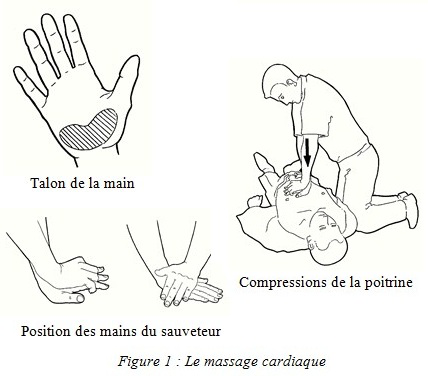 Talon de la main
Compressions de la poitrine
Position des mains du sauveteur
Figure 1 : Le massage cardiaque